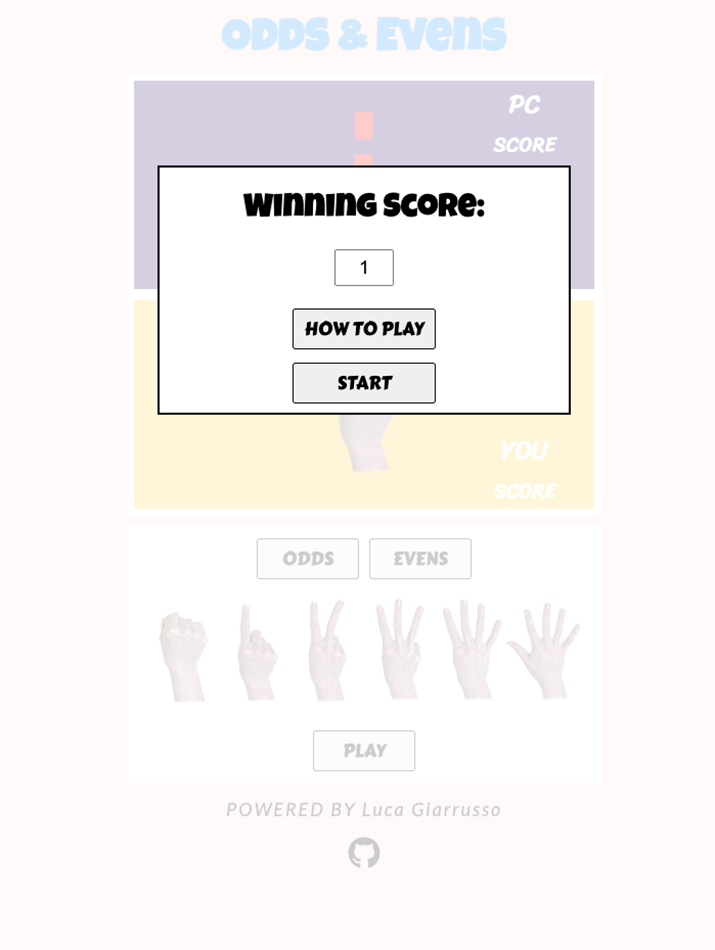 Odds & Evens
PC
SCORE
Winning Score:
1
HOW TO PLAY
START
YOU
SCORE
ODDS
EVENS
PLAY
POWERED BY Luca Giarrusso